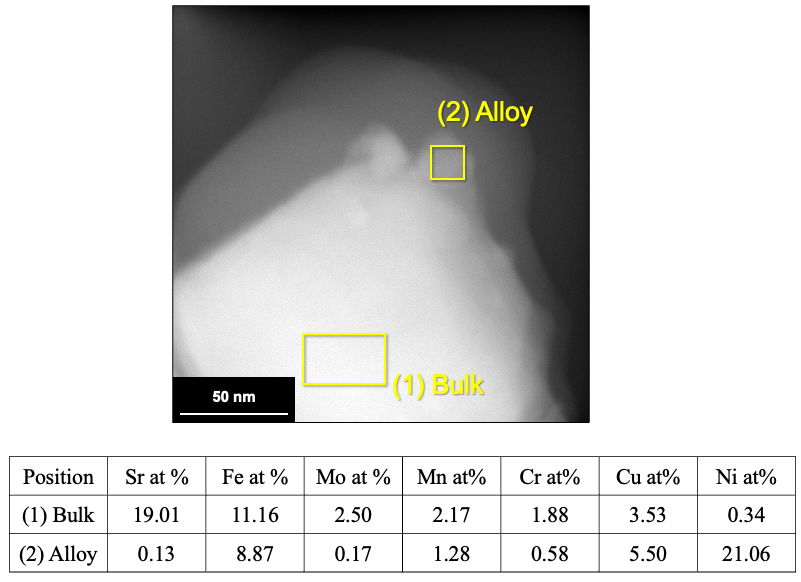 (2) Alloy
(1) Bulk
50 nm
Position Sr at % Fe at % Mo at % Mn at% Cr at% Cu at% Ni at%
(1) Bulk 19.01 11.16 2.50 2.17 1.88 3.53 0.34
(2) Alloy 0.13 8.87 0.17 1.28 0.58 5.50 21.06